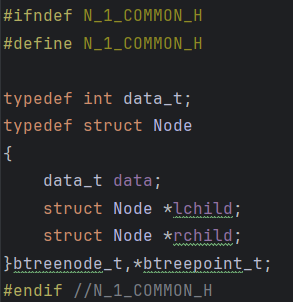 #ifndef N_1_COMMON_H
#define N_1_COMMON_H
typedef int data_t;
typedef struct Node
{
    data_t data;
    struct Node *lchild;
    struct Node *rchild;
}btreenode_t,*btreepoint_t;
#endif //N_1_COMMON_H